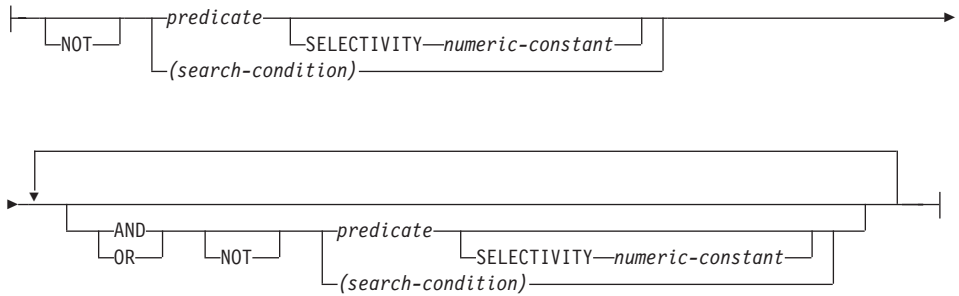 predicate
NOT SELECTIVITY numeric-constant
(search-condition)
AND predicate
OR NOT SELECTIVITY numeric-constant
(search-condition)